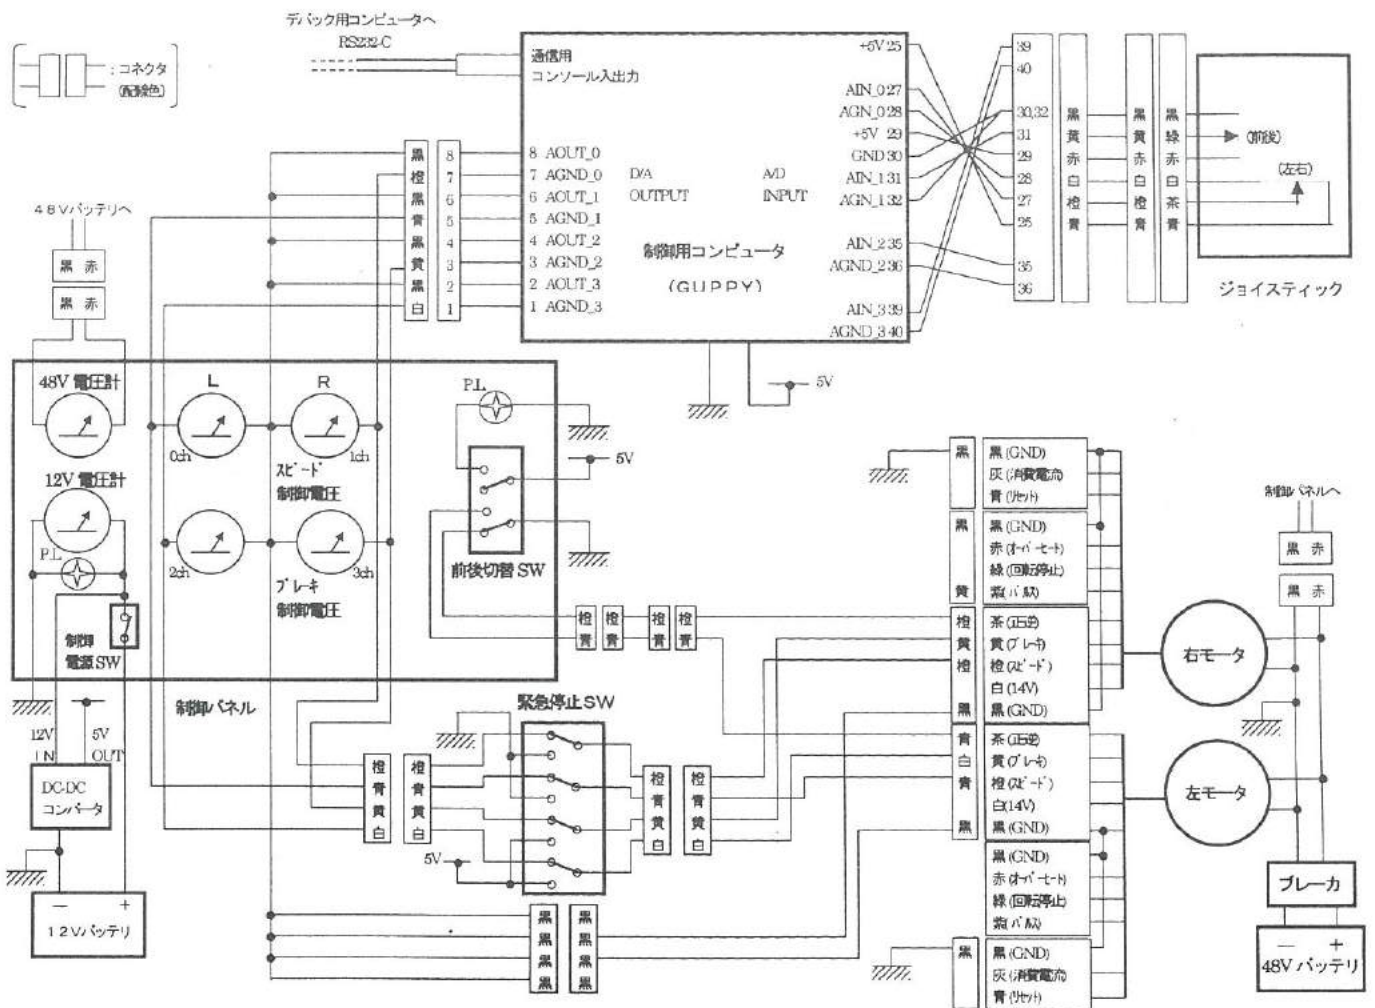 デバック用コンピュータへ
RS232-C
:コネクタ
(配線色)
通信用
コンソール入出力
8 AOUT_0
7 AGND_0
6 AOUT_1
5 AGND_1
4 AOUT_2
3 AGND_2
2 AOUT_3
1 AGND_3
D/A
OUTPUT
A/D
INPUT
制御用コンピュータ
(GUPPY)
+5V 25
AIN_0 27
AGN_0 28
+5V 29
GND 30
AIN_1 31
AGN_1 32
AIN_2 35
AGND_2 36
AIN_3 39
AGND_3 40
39
40
30,32
31
29
28
27
25
35
36
黒 黒 黒
黄 黄 緑
赤 赤 赤
白 白 白
橙 橙 茶
青 青 青
(前後)
(左右)
ジョイスティック
黒 8
橙 7
黒 6
青 5
黒 4
黄 3
黒 2
白 1
5V
48Vバッテリへ
黒 赤
黒 赤
48V 電圧計
12V 電圧計
P.L
制御
電源SW
L
R
0ch
1ch
スピード
制御電圧
2ch
3ch
ブレーキ
制御電圧
P.L
5V
前後切替SW
制御パネル
12V
IN
5V
OUT
DC-DC
コンバータ
－ ＋
12Vバッテリ
橙 橙 橙 橙
青 青 青 青
緊急停止SW
橙 橙
青 青
黄 黄
白 白
5V
橙 橙
青 青
黄 黄
白 白
黒 黒
黒 黒
黒 黒
黒 黒
黒 黒(GND)
灰(消費電流)
青(リセット)
黒 黒(GND)
赤(オーバーヒート)
緑(回転停止)
黄 紫(パルス)
橙 茶(正逆)
黄 黄(ブレーキ)
橙 橙(スピード)
白(14V)
黒 黒(GND)
青 茶(正逆)
白 黄(ブレーキ)
青 橙(スピード)
白(14V)
黒 黒(GND)
黒(GND)
赤(オーバーヒート)
緑(回転停止)
紫(パルス)
黒 黒(GND)
灰(消費電流)
青(リセット)
制御パネルへ
黒 赤
黒 赤
右モータ
左モータ
ブレーカ
－ ＋
48Vバッテリ